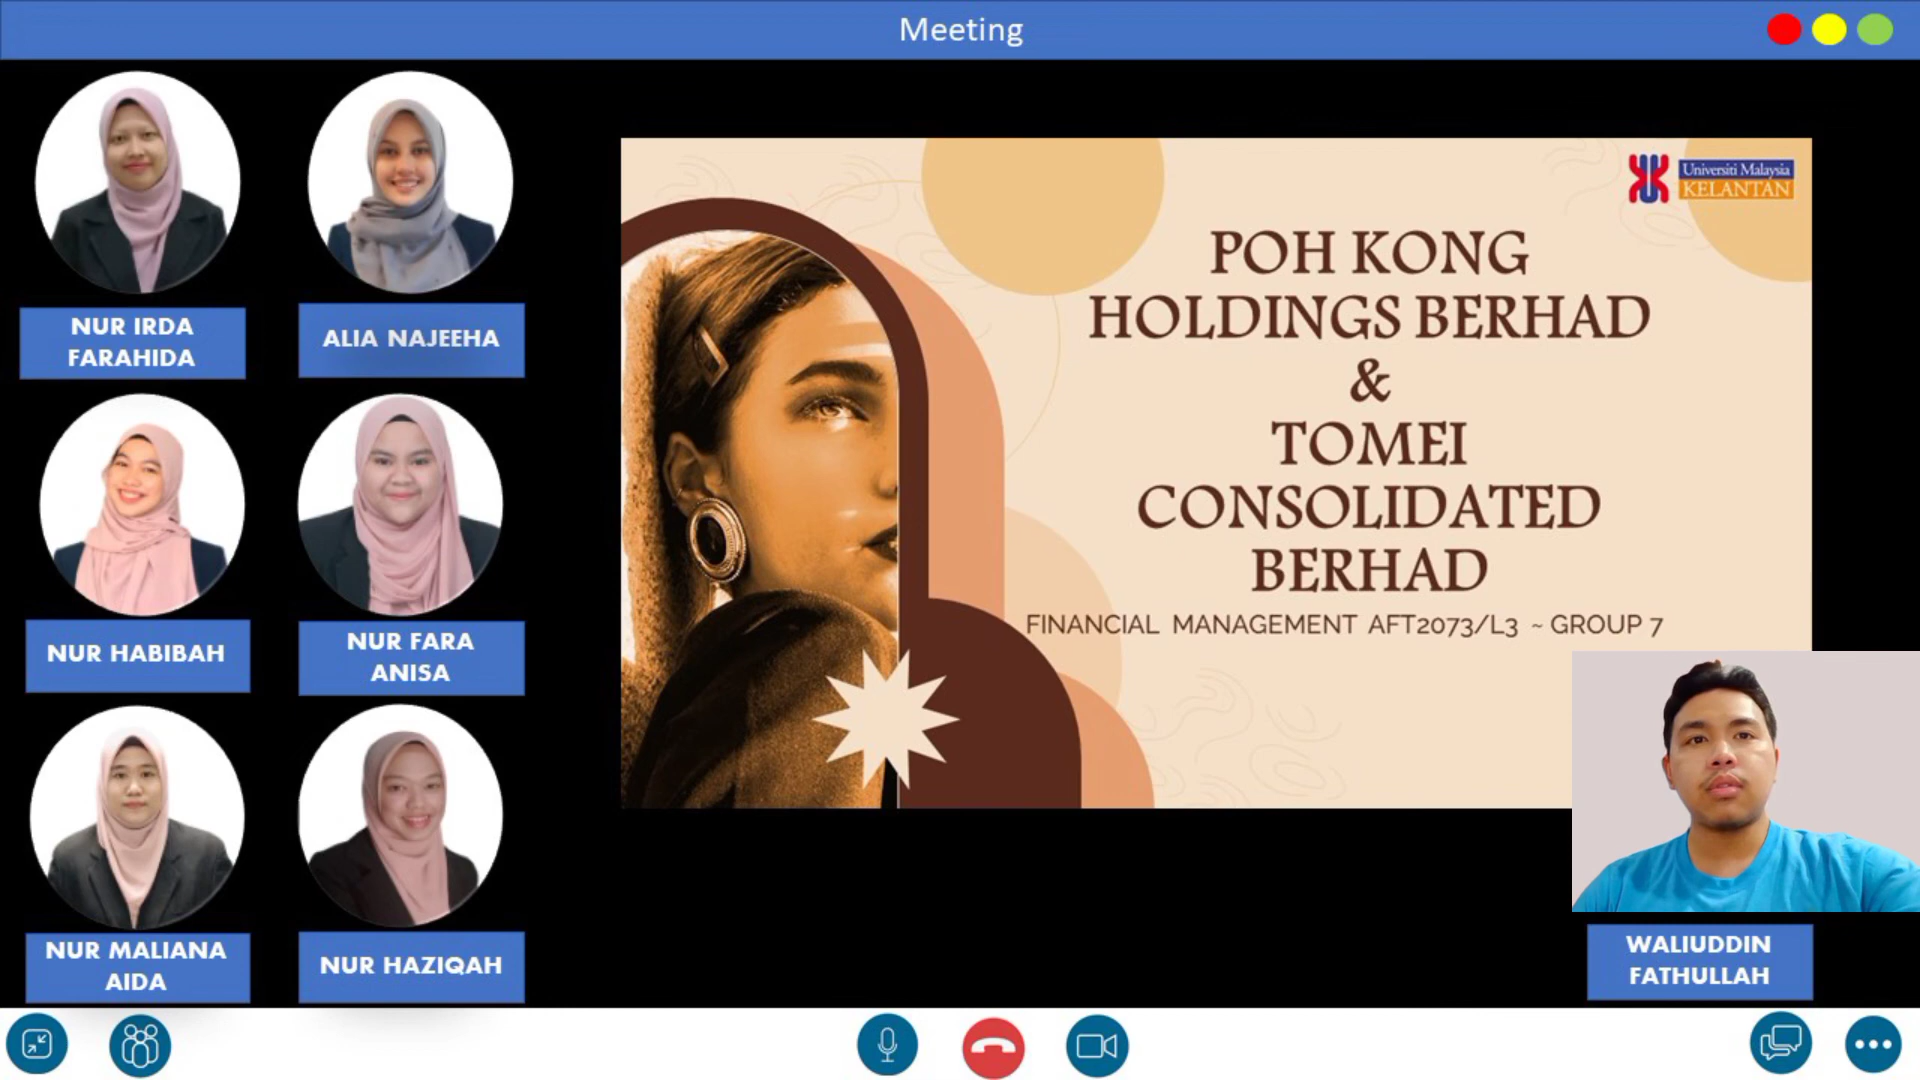 Meeting
NUR IRDA
FARAHIDA
ALIA NAJEEHA
NUR HABIBAH
NUR FARA
ANISA
NUR MALIANA
AIDA
NUR HAZIQAH
Universiti Malaysia
KELANTAN
POH KONG
HOLDINGS BERHAD
&
TOMEI
CONSOLIDATED
BERHAD
FINANCIAL MANAGEMENT AFT2073/L3 ~ GROUP 7
WALIUDDIN
FATHULLAH